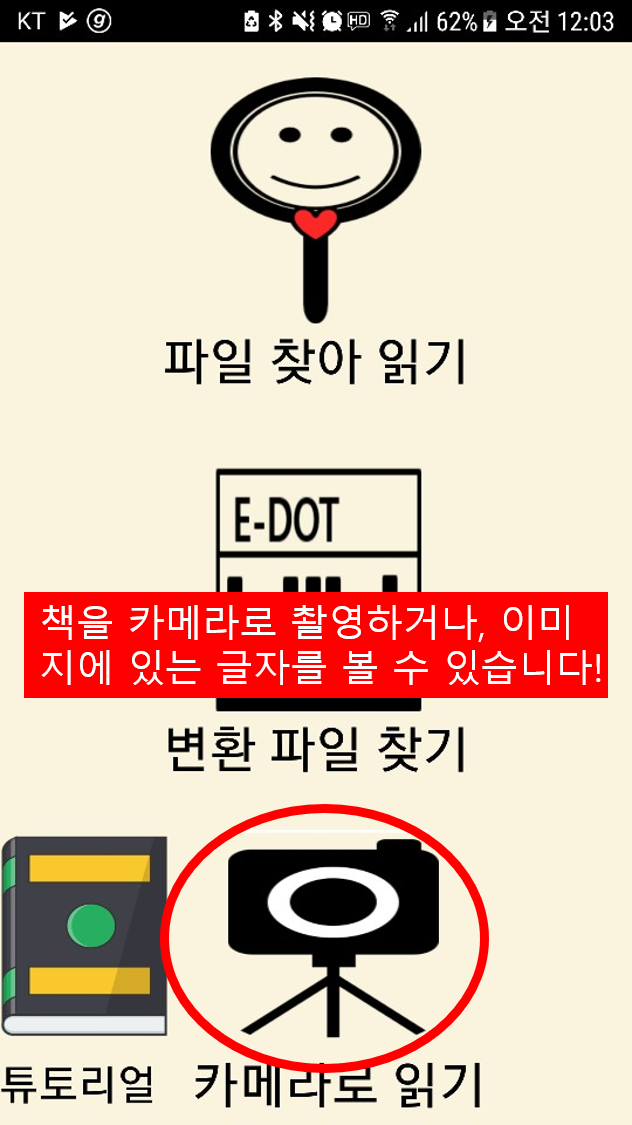 KT HD 62% 오전 12:03
파일 찾아 읽기
E-DOT
책을 카메라로 촬영하거나, 이미
지에 있는 글자를 볼 수 있습니다!
변환 파일 찾기
튜토리얼 카메라로 읽기